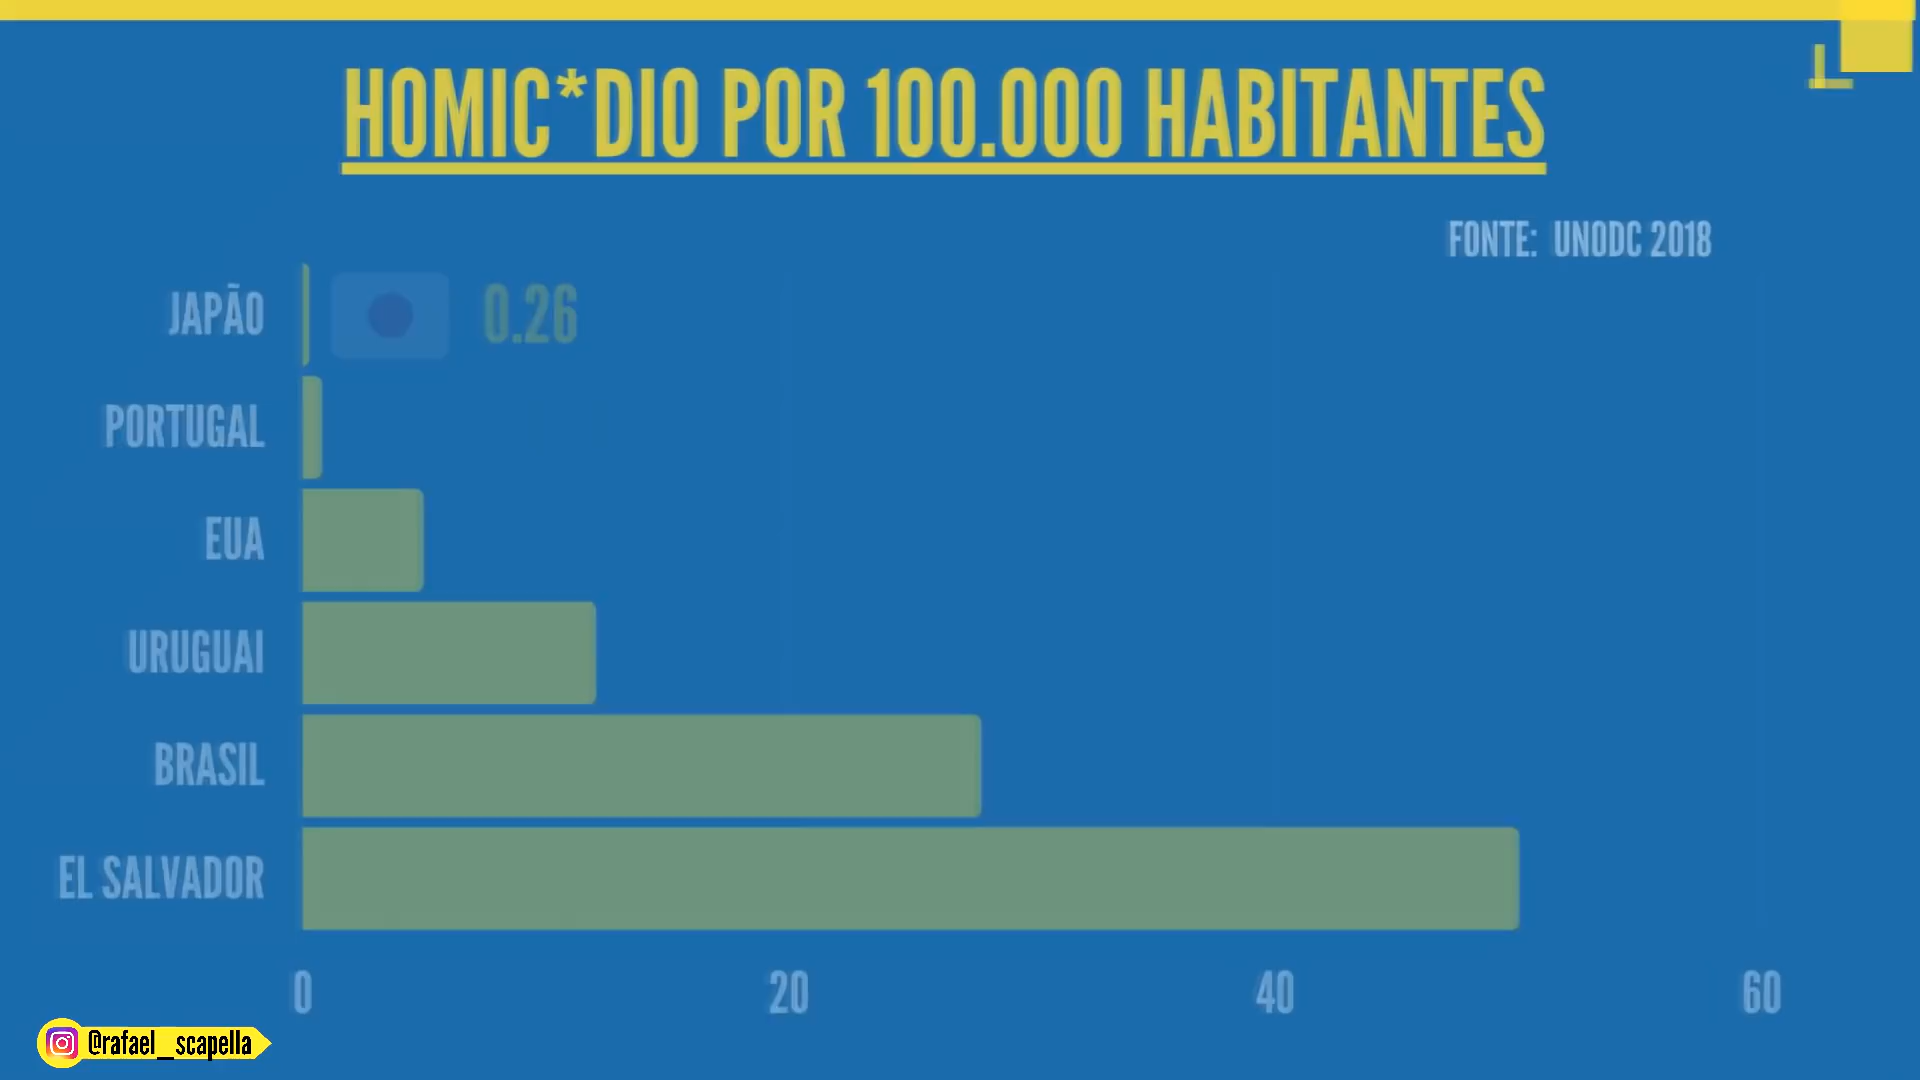 HOMIC*DIO POR 100.000 HABITANTES
FONTE: UNODC 2018
JAPÃO 0.26
PORTUGAL
EUA
URUGUAI
BRASIL
EL SALVADOR
0 20 40 60
@rafael_scapella